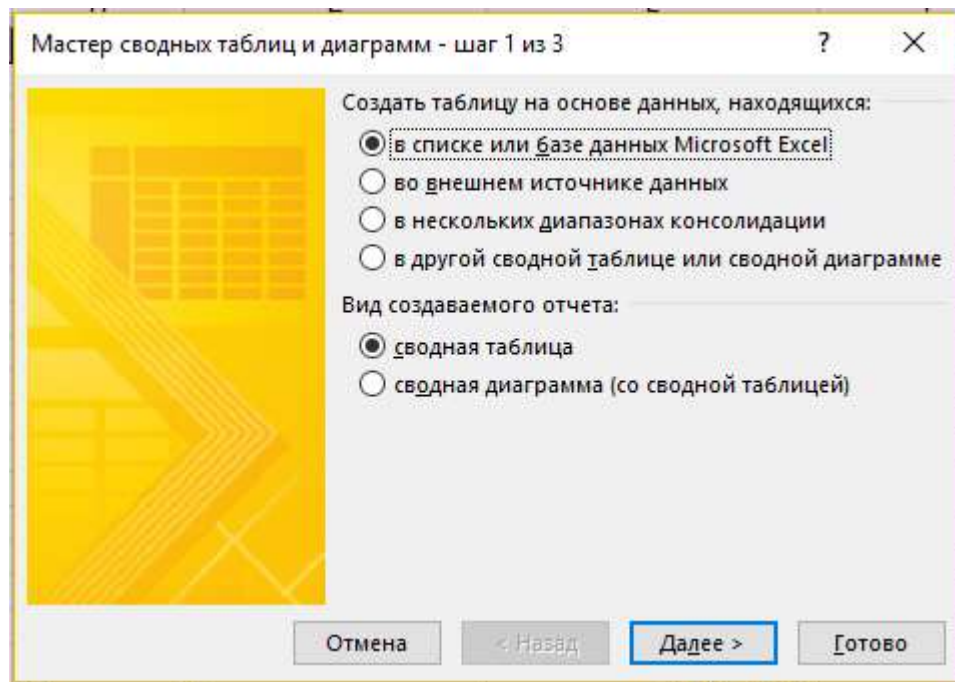 Мастер сводных таблиц и диаграмм - шаг 1 из 3 ?
Создать таблицу на основе данных, находящихся:
в списке или базе данных Microsoft Excel
во внешнем источнике данных
в нескольких диапазонах консолидации
в другой сводной таблице или сводной диаграмме
Вид создаваемого отчета:
сводная таблица
сводная диаграмма (со сводной таблицей)
Отмена < Назад Далее > Готово